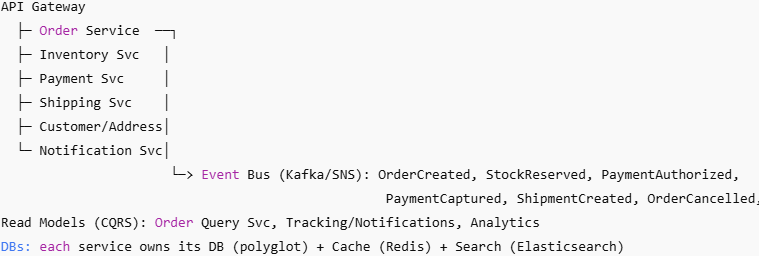 API Gateway
├─ Order Service ──┐
├─ Inventory Svc │
├─ Payment Svc │
├─ Shipping Svc │
├─ Customer/Address│
└─ Notification Svc│
└─> Event Bus (Kafka/SNS): OrderCreated, StockReserved, PaymentAuthorized,
PaymentCaptured, ShipmentCreated, OrderCancelled,
Read Models (CQRS): Order Query Svc, Tracking/Notifications, Analytics
DBs: each service owns its DB (polyglot) + Cache (Redis) + Search (Elasticsearch)